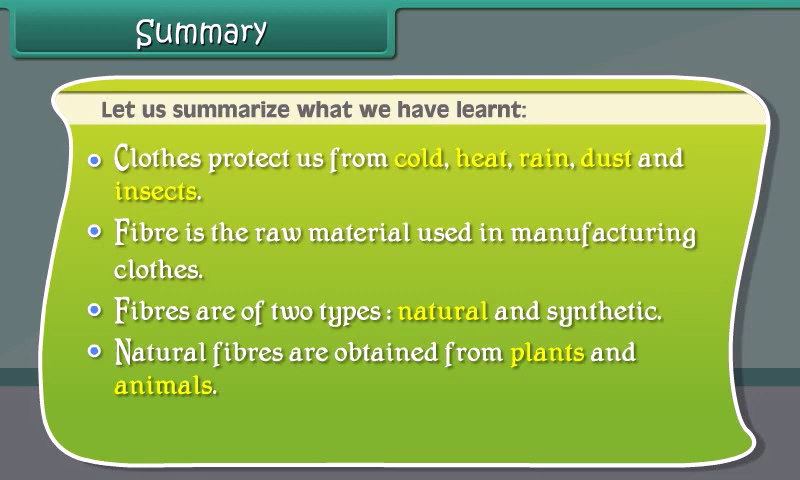 Summary
Let us summarize what we have learnt:
Clothes protect us from cold, heat, rain, dust and
insects.
Fibre is the raw material used in manufacturing
clothes.
Fibres are of two types : natural and synthetic.
Natural fibres are obtained from plants and
animals.